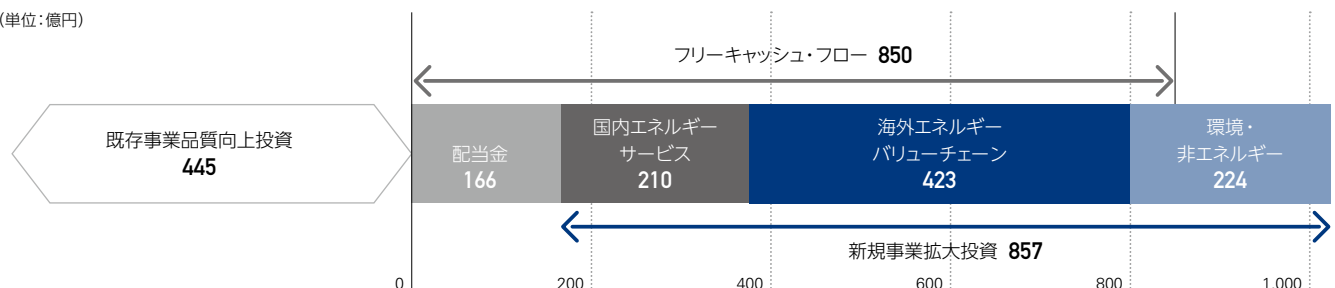 (単位:億円)
フリーキャッシュ・フロー 850
既存事業品質向上投資
445
配当金
166
国内エネルギー
サービス
210
海外エネルギー
バリューチェーン
423
環境・
非エネルギー
224
新規事業拡大投資 857
0 200 400 600 800 1,000